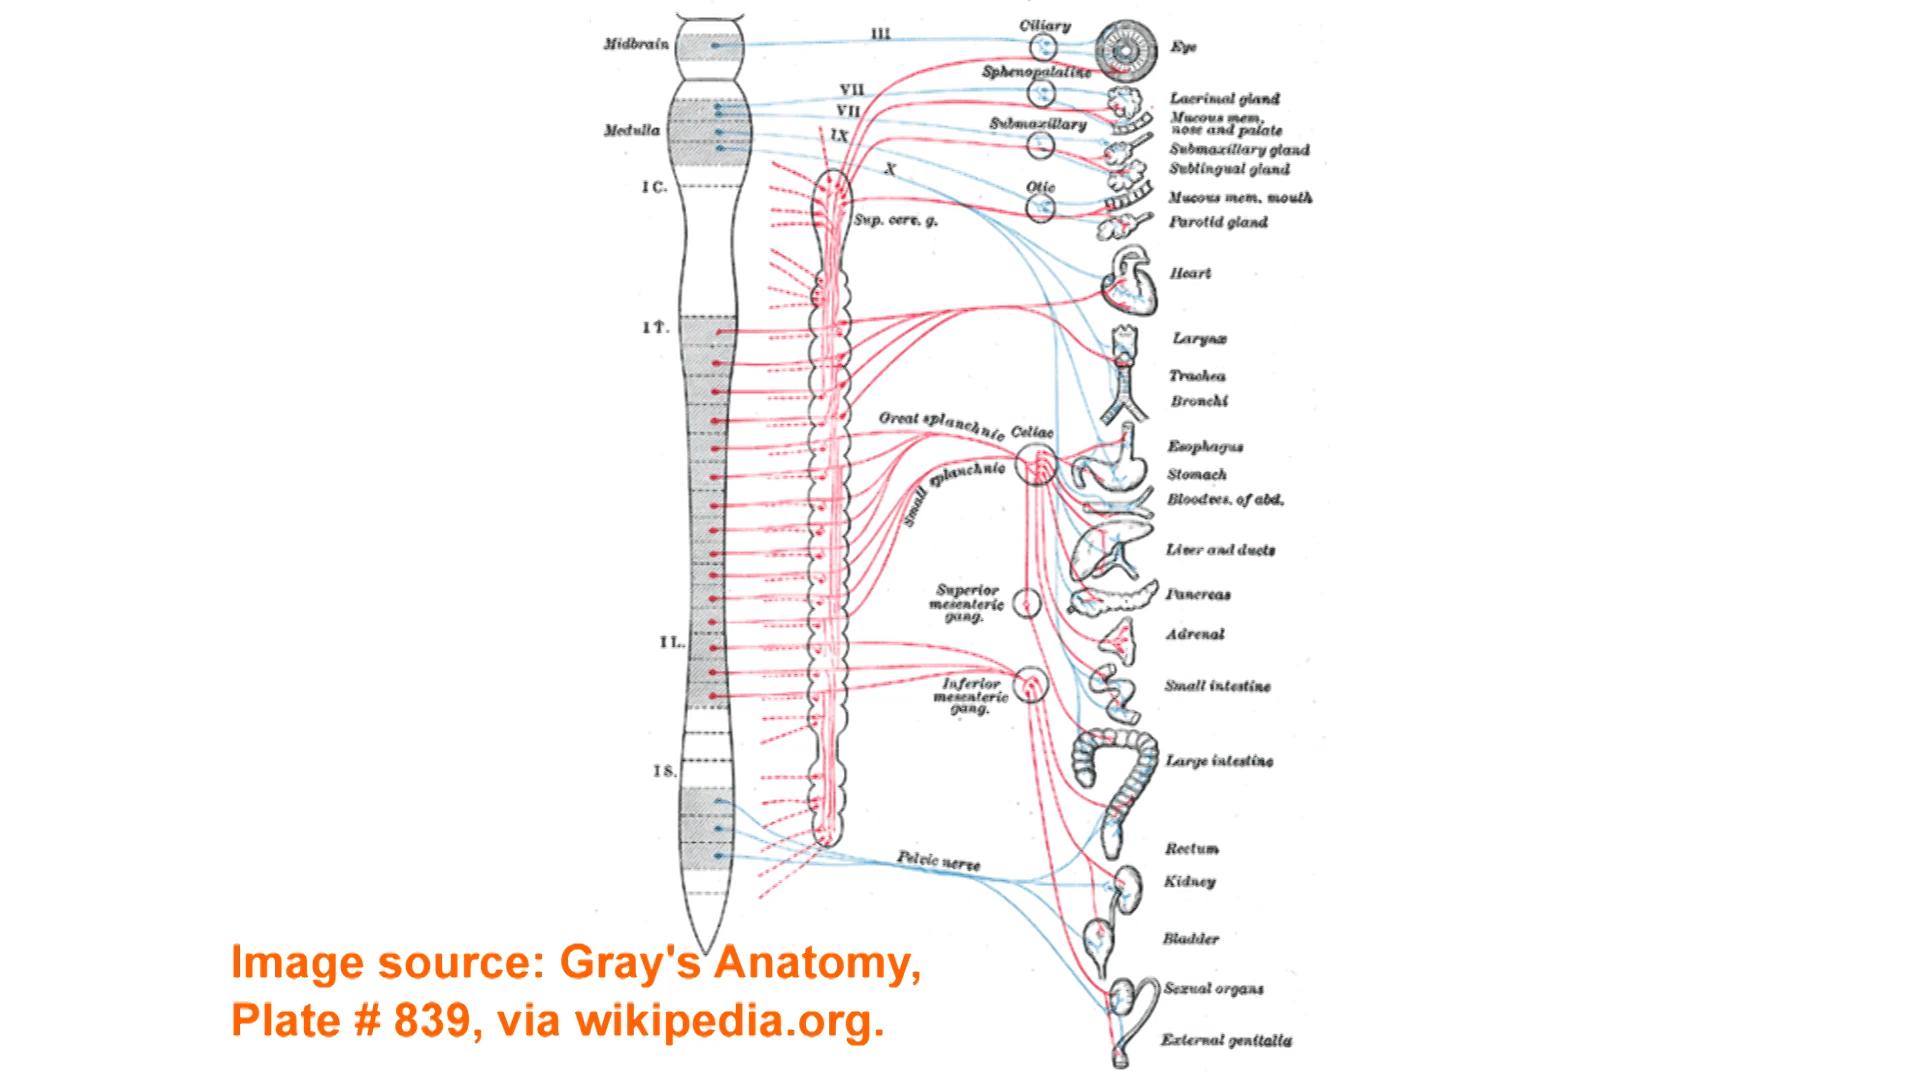 Midbrain
III
Ciliary
Eye
Sphenopalatine
VII
Lacrimal gland
VII
Mucous mem.
nose and palate
Medulla
IX
Submaxillary
Submaxillary gland
X
Sublingual gland
I C.
Otic
Mucous mem. mouth
Sup. cerv. g.
Parotid gland
Heart
I T.
Larynx
Trachea
Bronchi
Great splanchnic
Celiac
Esophagus
Small splanchnic
Stomach
Bloodves. of abd.
Liver and ducts
Superior
mesenteric
gang.
Pancreas
Adrenal
I L.
Inferior
mesenteric
gang.
Small intestine
Large intestine
I S.
Pelvic nerve
Rectum
Kidney
Bladder
Sexual organs
External genitalia
Image source: Gray's Anatomy,
Plate # 839, via wikipedia.org.